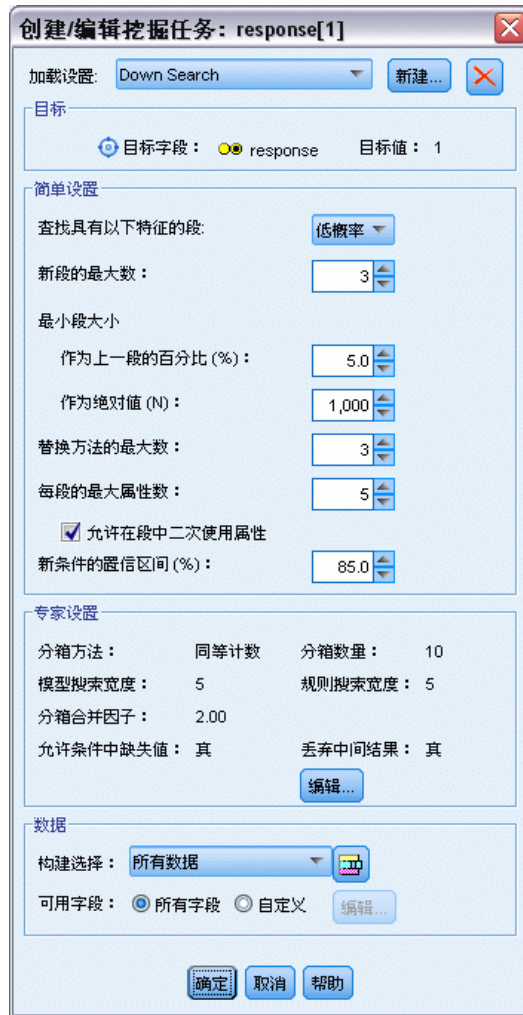 创建/编辑挖掘任务: response[1]
加载设置: Down Search 新建...
目标
目标字段： response 目标值： 1
简单设置
查找具有以下特征的段: 低概率
新段的最大数： 3
最小段大小
作为上一段的百分比(%)： 5.0
作为绝对值(N)： 1,000
替换方法的最大数： 3
每段的最大属性数： 5
允许在段中二次使用属性
新条件的置信区间(%)： 85.0
专家设置
分箱方法： 同等计数 分箱数量： 10
模型搜索宽度： 5 规则搜索宽度： 5
分箱合并因子： 2.00
允许条件中缺失值： 真 丢弃中间结果： 真
编辑...
数据
构建选择： 所有数据
可用字段： 所有字段 自定义 编辑...
确定 取消 帮助